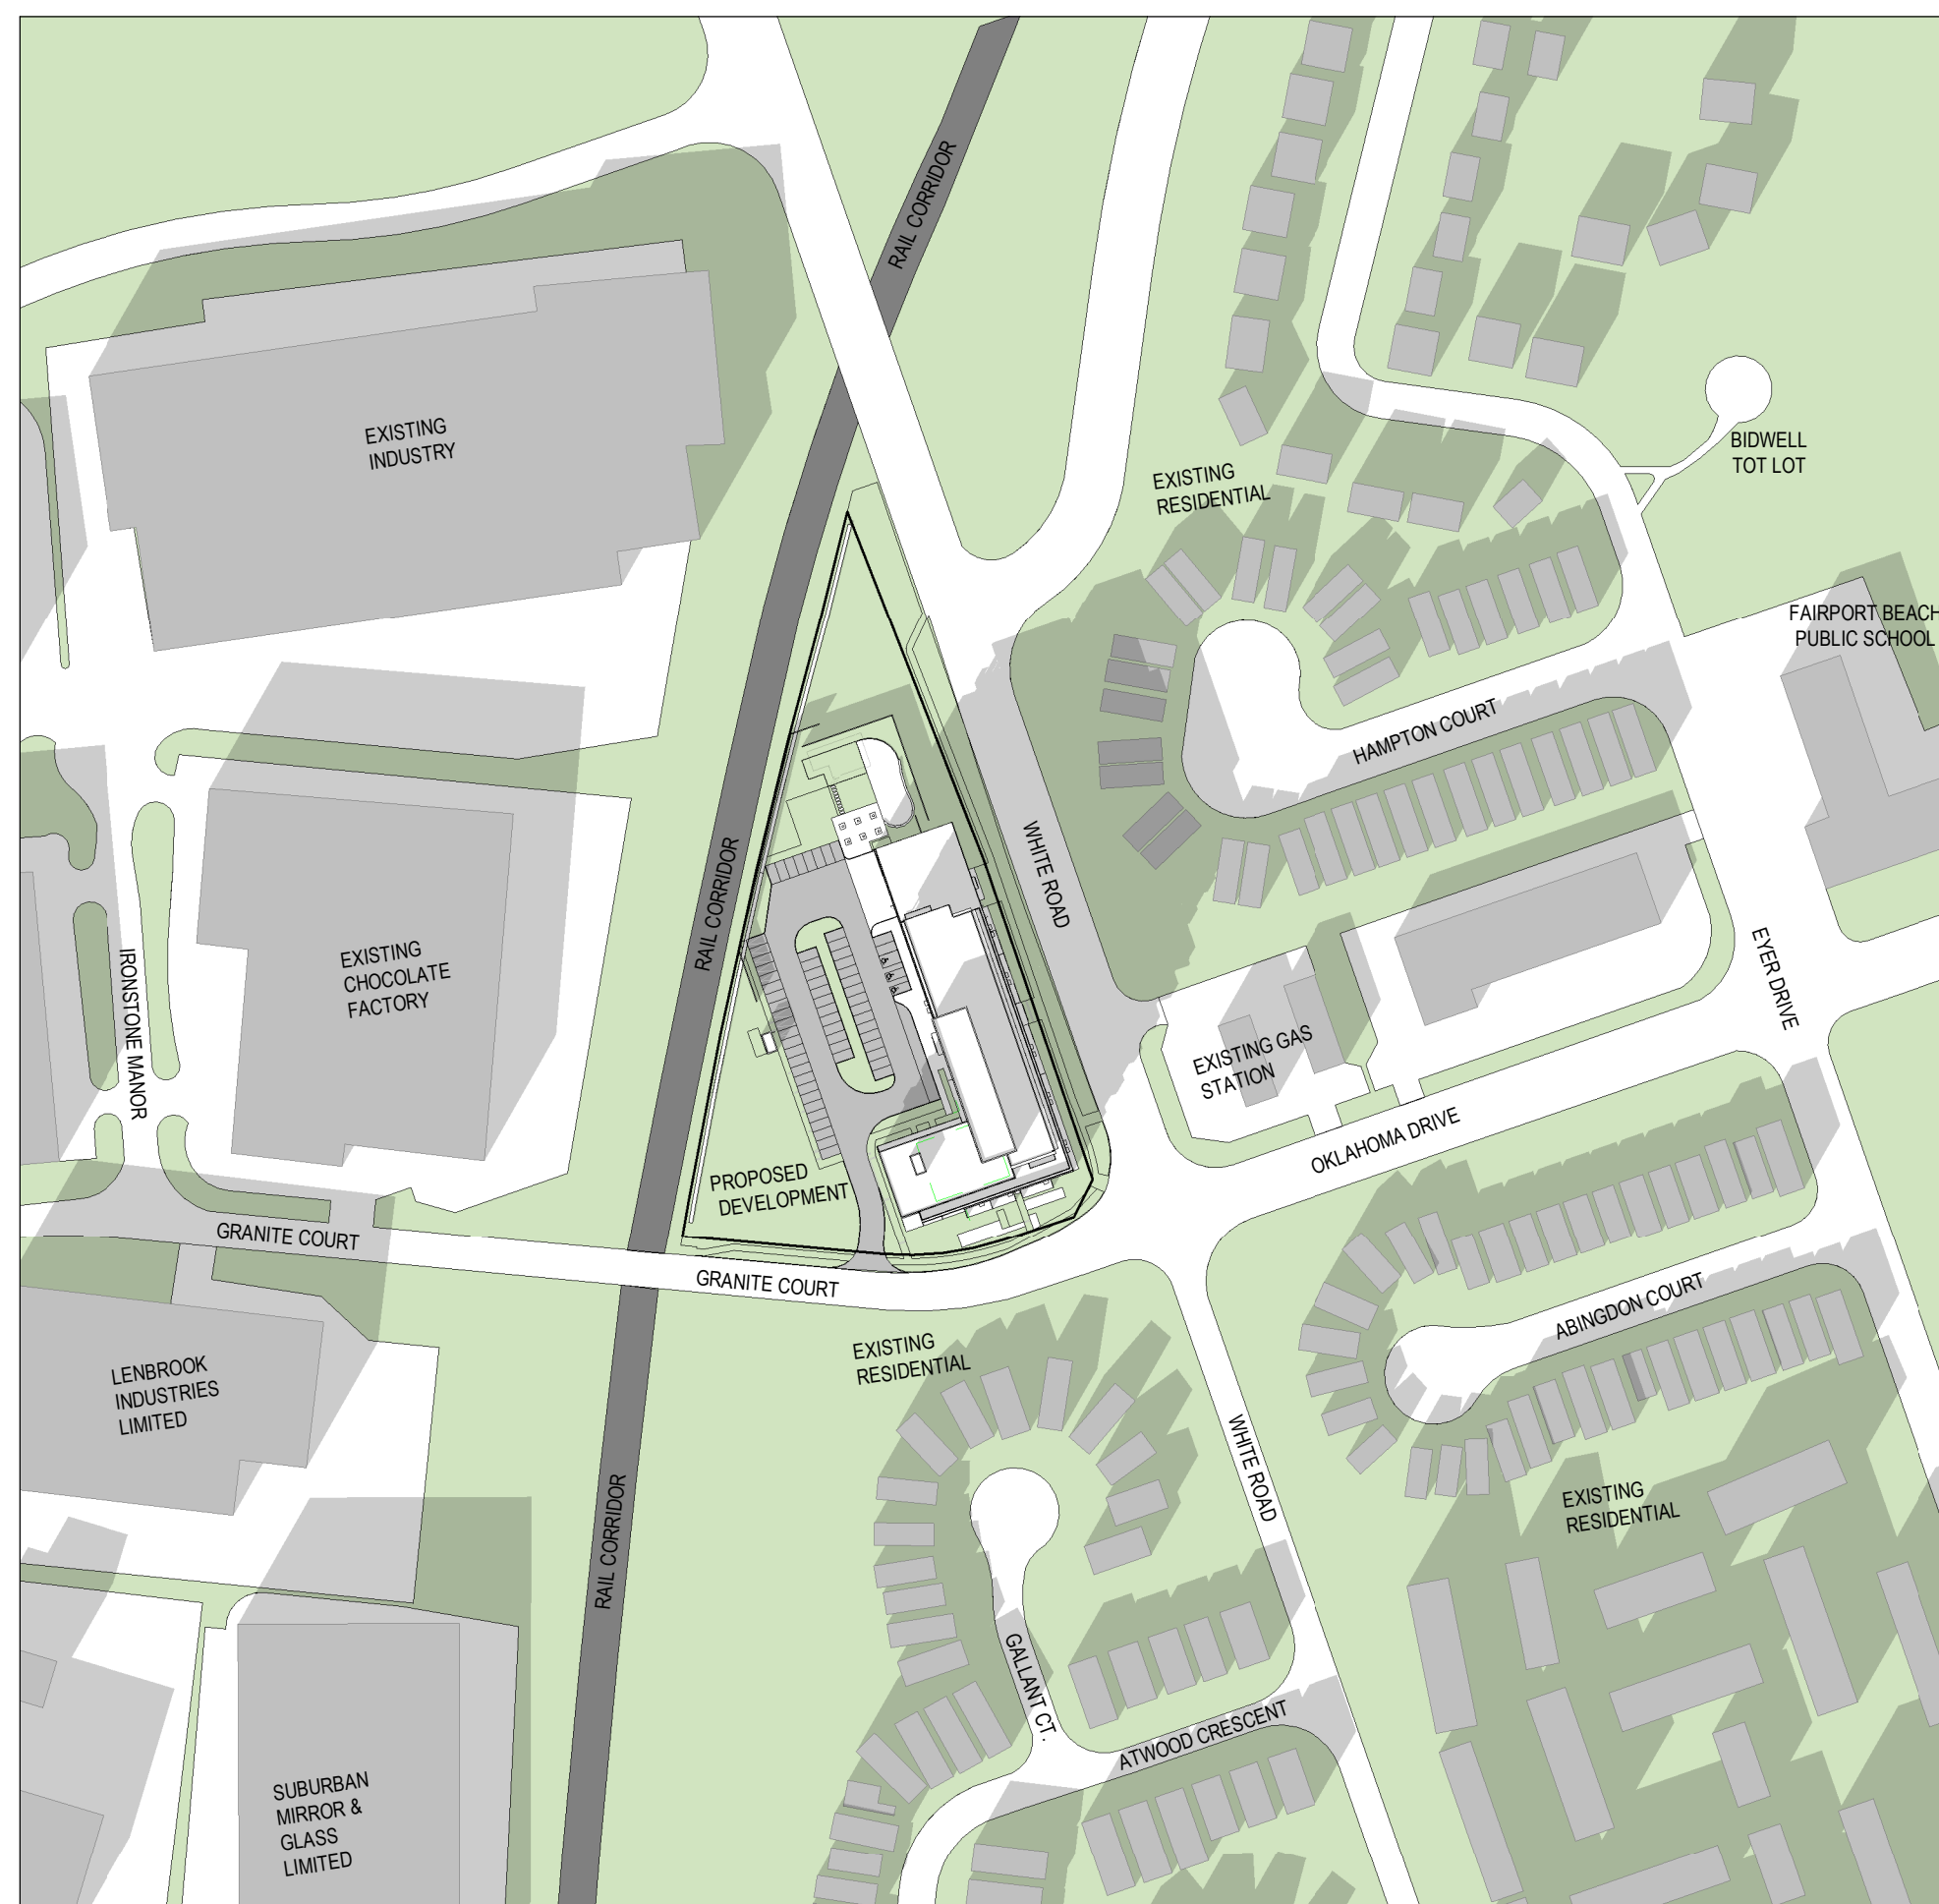 RAIL CORRIDOR
EXISTING
INDUSTRY
BIDWELL
TOT LOT
EXISTING
RESIDENTIAL
FAIRPORT BEACH
PUBLIC SCHOOL
HAMPTON COURT
WHITE ROAD
RAIL CORRIDOR
EXISTING
CHOCOLATE
FACTORY
IRONSTONE MANOR
EYER DRIVE
EXISTING GAS
STATION
OKLAHOMA DRIVE
PROPOSED
DEVELOPMENT
GRANITE COURT
GRANITE COURT
ABINGDON COURT
EXISTING
RESIDENTIAL
LENBROOK
INDUSTRIES
LIMITED
WHITE ROAD
EXISTING
RESIDENTIAL
RAIL CORRIDOR
GALLANT CT.
ATWOOD CRESCENT
SUBURBAN
MIRROR &
GLASS
LIMITED